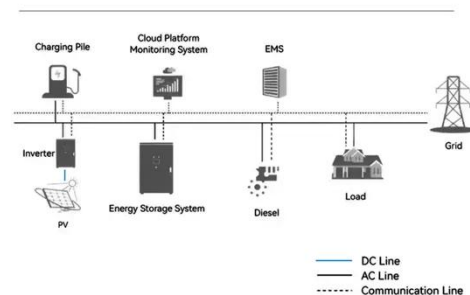 Charging Pile
Cloud Platform
Monitoring System
EMS
Grid
Inverter
PV
Energy Storage System
Diesel
Load
DC Line
AC Line
Communication Line